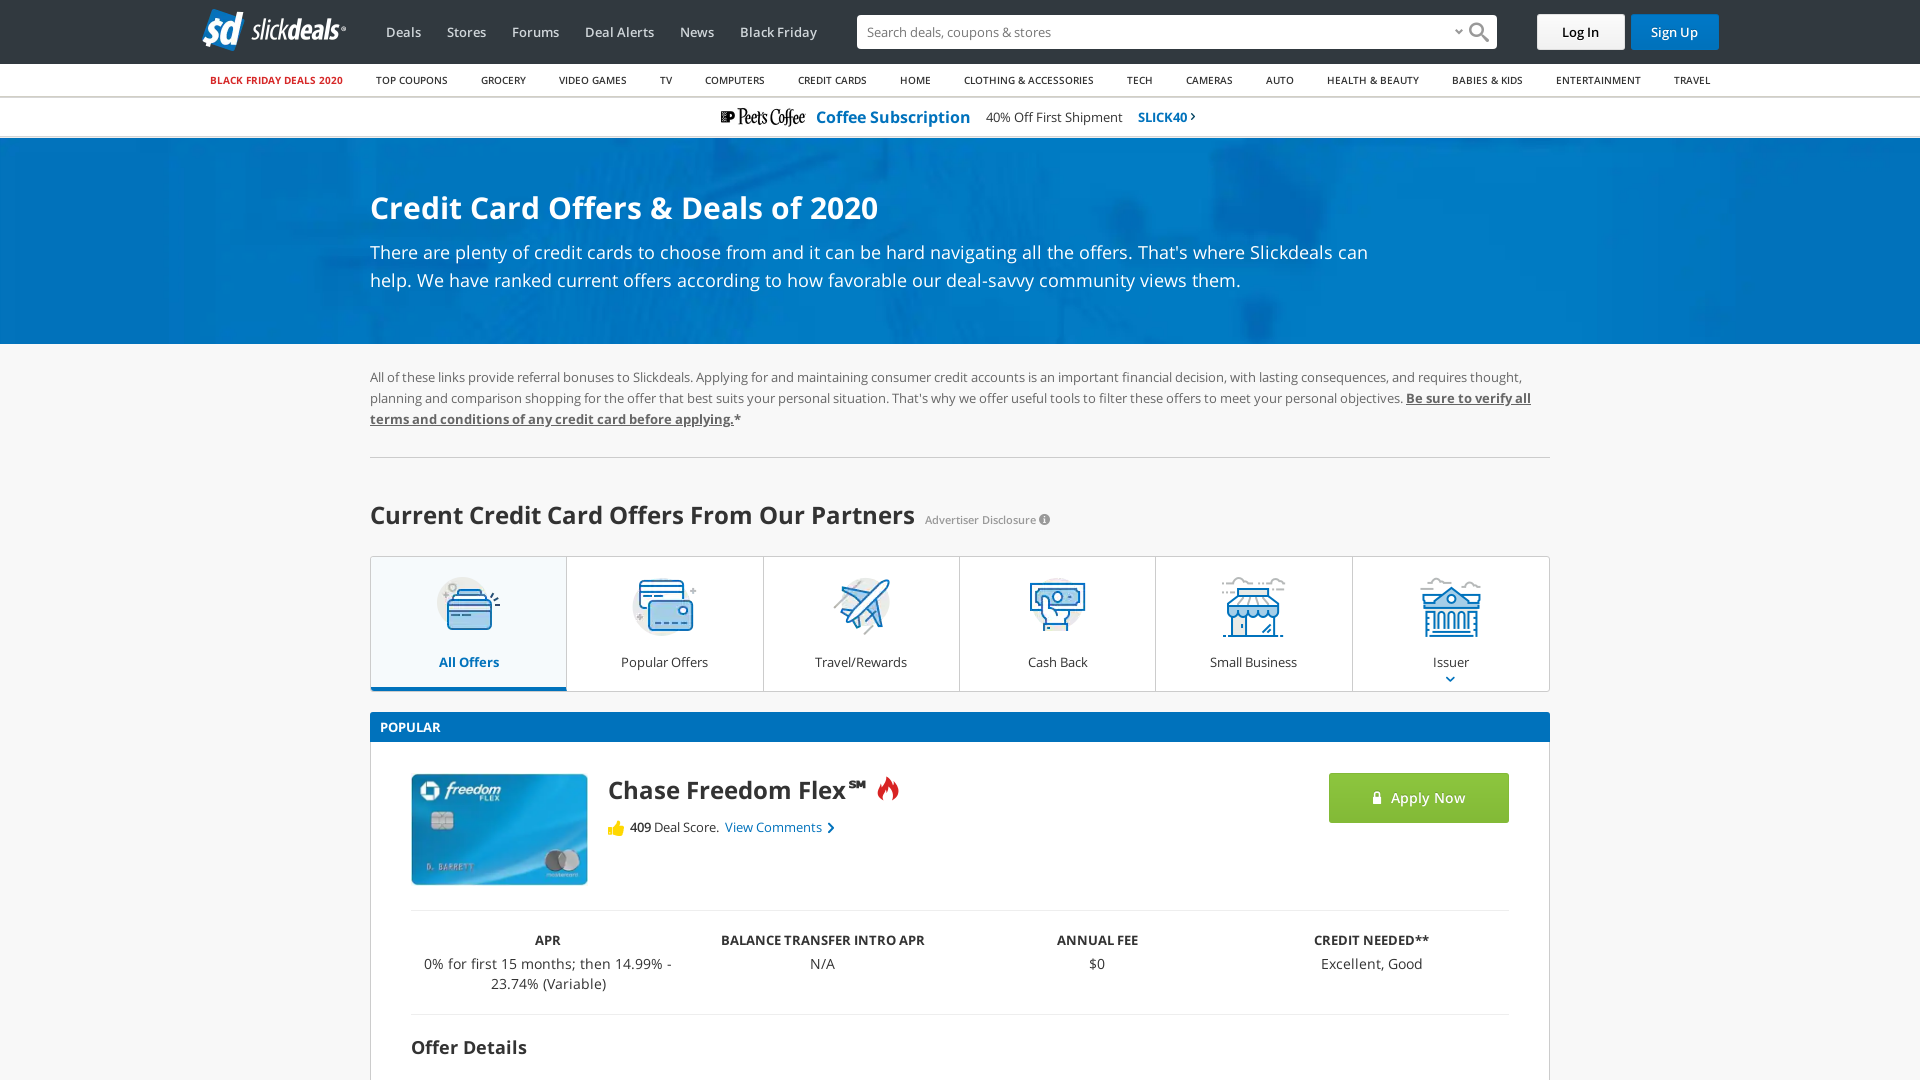 sd slickdeals
Deals
Stores
Forums
Deal Alerts
News
Black Friday
Search deals, coupons & stores
Log In
Sign Up
BLACK FRIDAY DEALS 2020
TOP COUPONS
GROCERY
VIDEO GAMES
TV
COMPUTERS
CREDIT CARDS
HOME
CLOTHING & ACCESSORIES
TECH
CAMERAS
AUTO
HEALTH & BEAUTY
BABIES & KIDS
ENTERTAINMENT
TRAVEL
Peet's Coffee Coffee Subscription 40% Off First Shipment SLICK40
Credit Card Offers & Deals of 2020
There are plenty of credit cards to choose from and it can be hard navigating all the offers. That's where Slickdeals can
help. We have ranked current offers according to how favorable our deal-savvy community views them.
All of these links provide referral bonuses to Slickdeals. Applying for and maintaining consumer credit accounts is an important financial decision, with lasting consequences, and requires thought,
planning and comparison shopping for the offer that best suits your personal situation. That's why we offer useful tools to filter these offers to meet your personal objectives. Be sure to verify all
terms and conditions of any credit card before applying.*
Current Credit Card Offers From Our Partners
Advertiser Disclosure
All Offers
Popular Offers
Travel/Rewards
Cash Back
Small Business
Issuer
POPULAR
freedom
FLEX
D. BARRETT
mastercard
Chase Freedom Flex℠
409 Deal Score. View Comments
Apply Now
APR
0% for first 15 months; then 14.99% -
23.74% (Variable)
BALANCE TRANSFER INTRO APR
N/A
ANNUAL FEE
$0
CREDIT NEEDED**
Excellent, Good
Offer Details